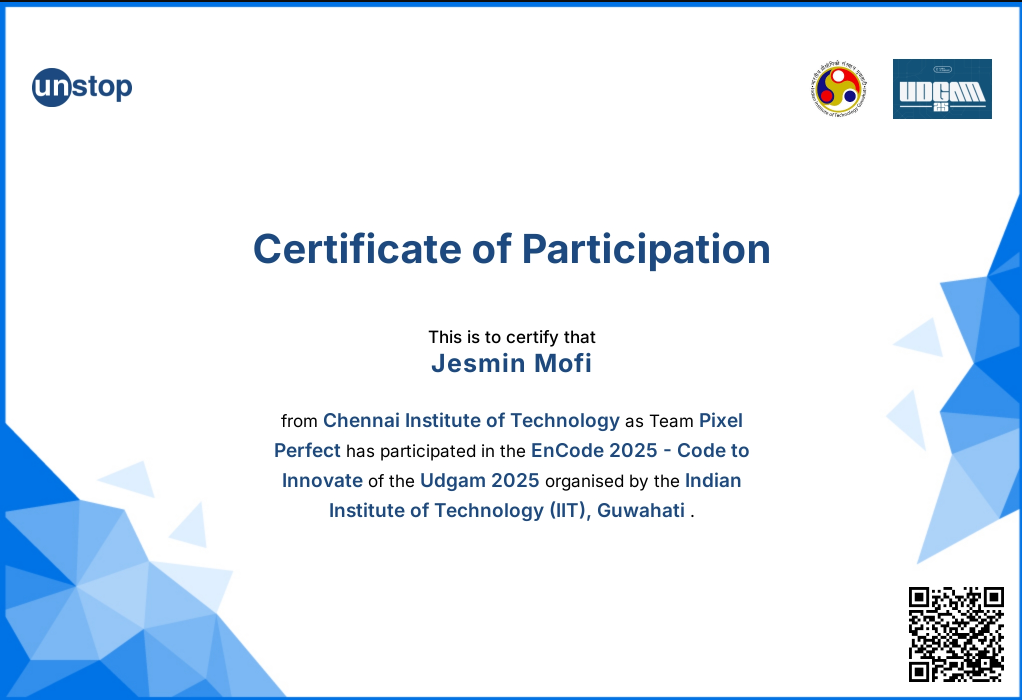 unstop
UDGAM
25
Certificate of Participation
This is to certify that
Jesmin Mofi
from Chennai Institute of Technology as Team Pixel
Perfect has participated in the EnCode 2025 - Code to
Innovate of the Udgam 2025 organised by the Indian
Institute of Technology (IIT), Guwahati .